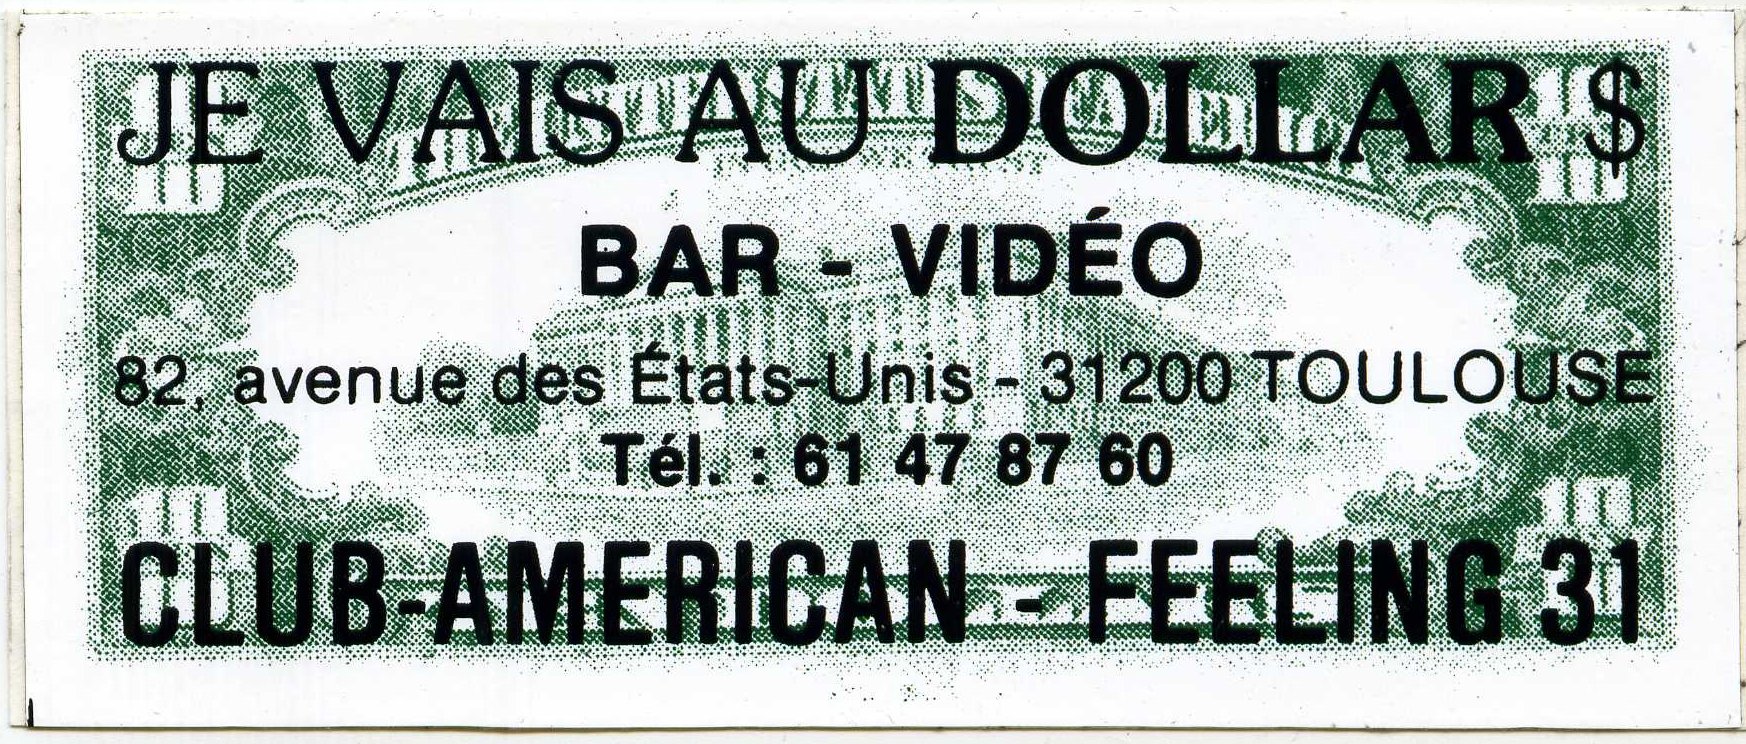 JE VAIS AU DOLLAR $
BAR - VIDÉO
82, avenue des États-Unis - 31200 TOULOUSE
Tél. : 61 47 87 60
CLUB-AMERICAN - FEELING 31